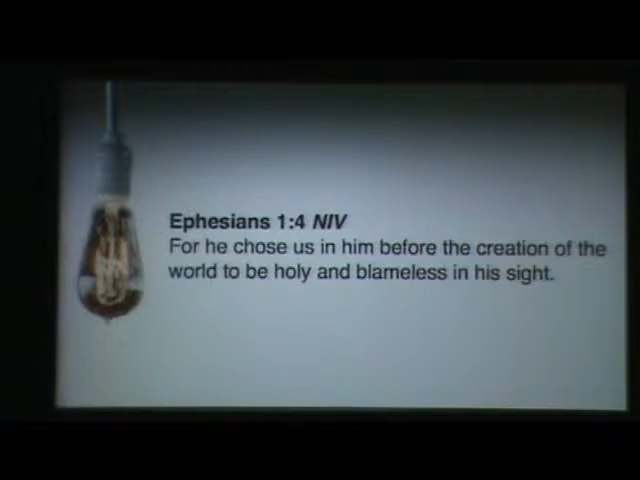 Ephesians 1:4 NIV
For he chose us in him before the creation of the
world to be holy and blameless in his sight.